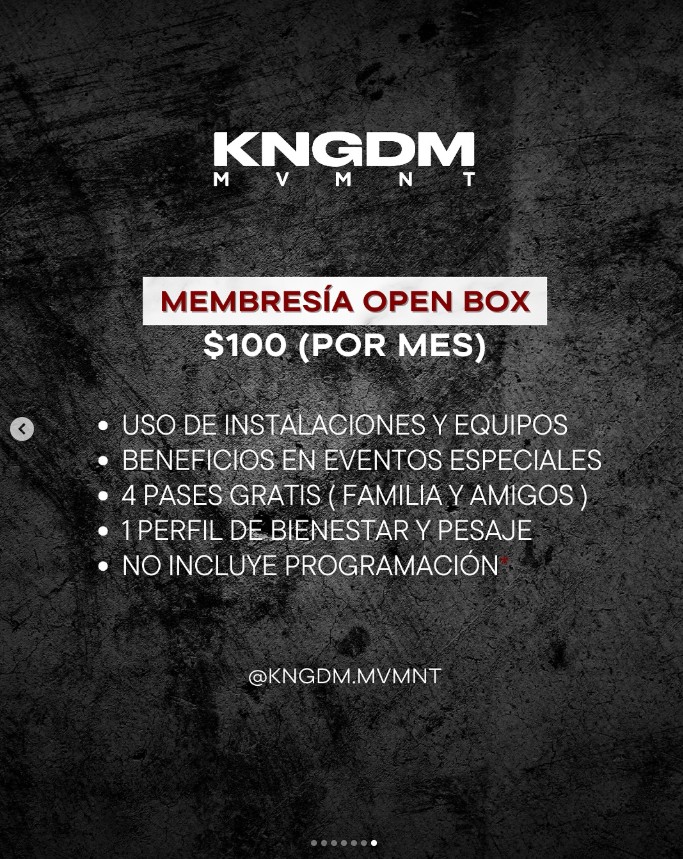 KNGDM
MVMNT
MEMBRESÍA OPEN BOX
$100 (POR MES)
• USO DE INSTALACIONES Y EQUIPOS
• BENEFICIOS EN EVENTOS ESPECIALES
• 4 PASES GRATIS ( FAMILIA Y AMIGOS )
• 1 PERFIL DE BIENESTAR Y PESAJE
• NO INCLUYE PROGRAMACIÓN*
@KNGDM.MVMNT